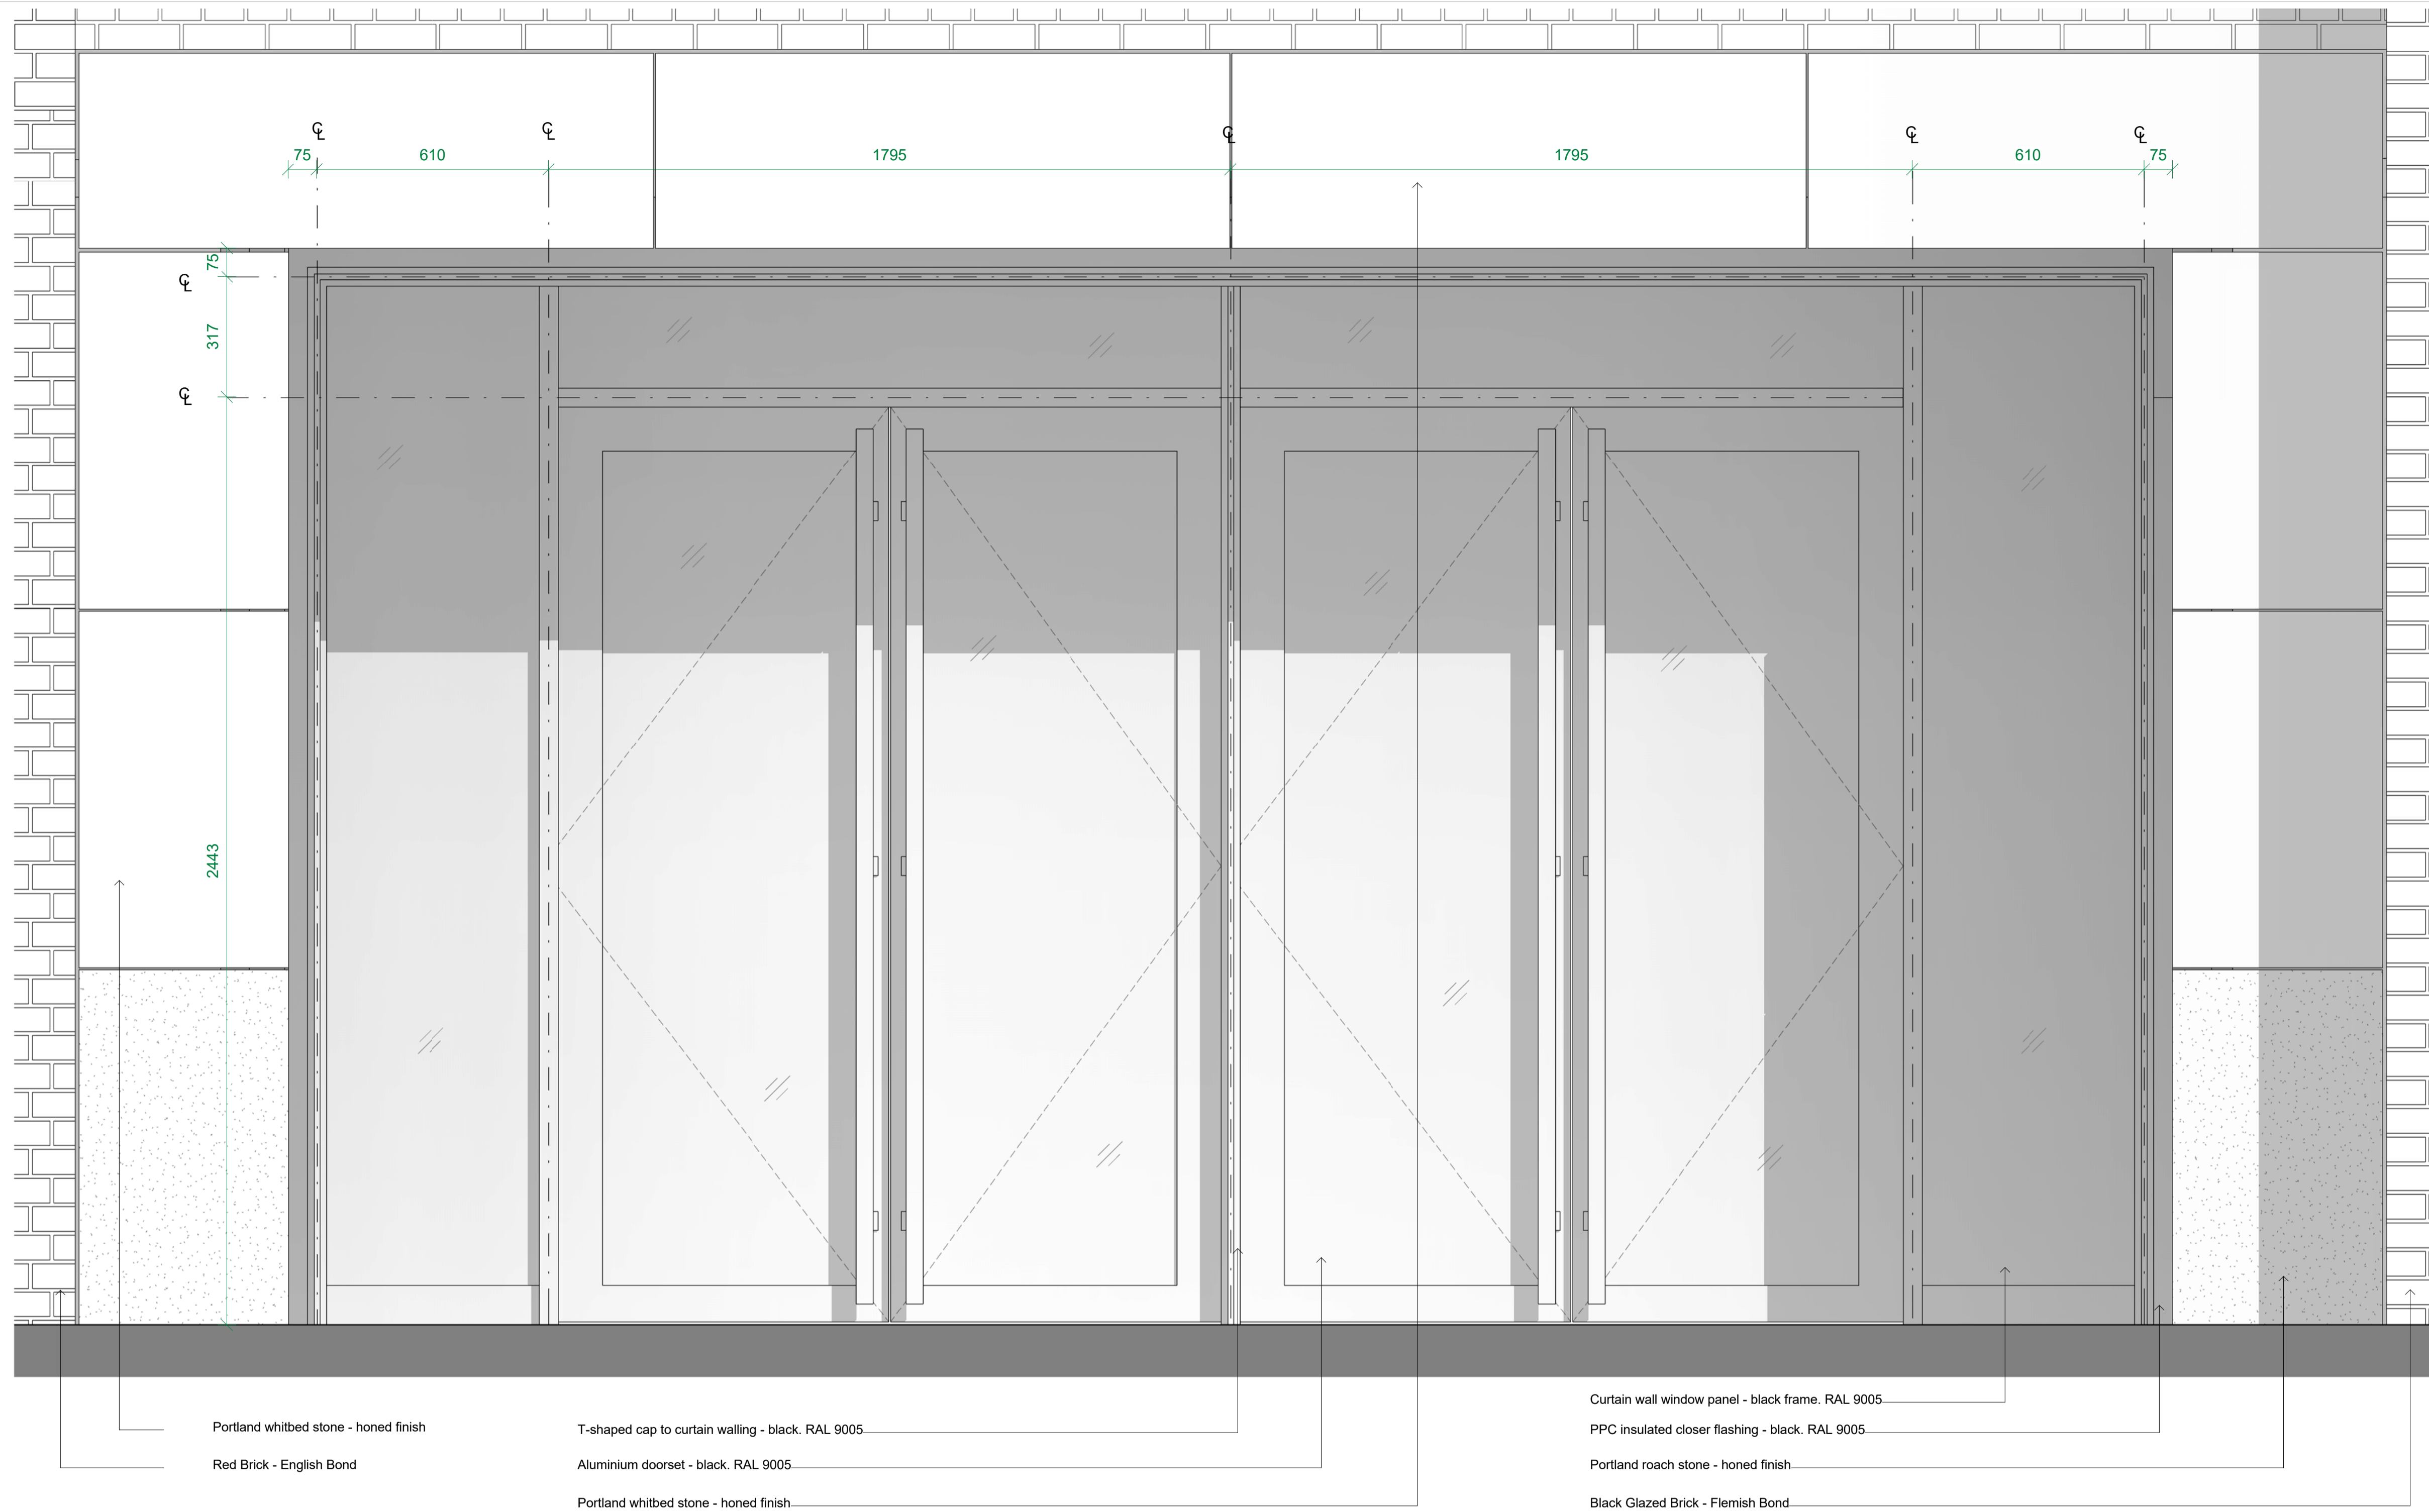 ℄ ℄ ℄ ℄ ℄
75 610 1795 1795 610 75
75
℄
317
℄
2443
Curtain wall window panel - black frame. RAL 9005
Portland whitbed stone - honed finish
T-shaped cap to curtain walling - black. RAL 9005
PPC insulated closer flashing - black. RAL 9005
Red Brick - English Bond
Aluminium doorset - black. RAL 9005
Portland roach stone - honed finish
Portland whitbed stone - honed finish
Black Glazed Brick - Flemish Bond